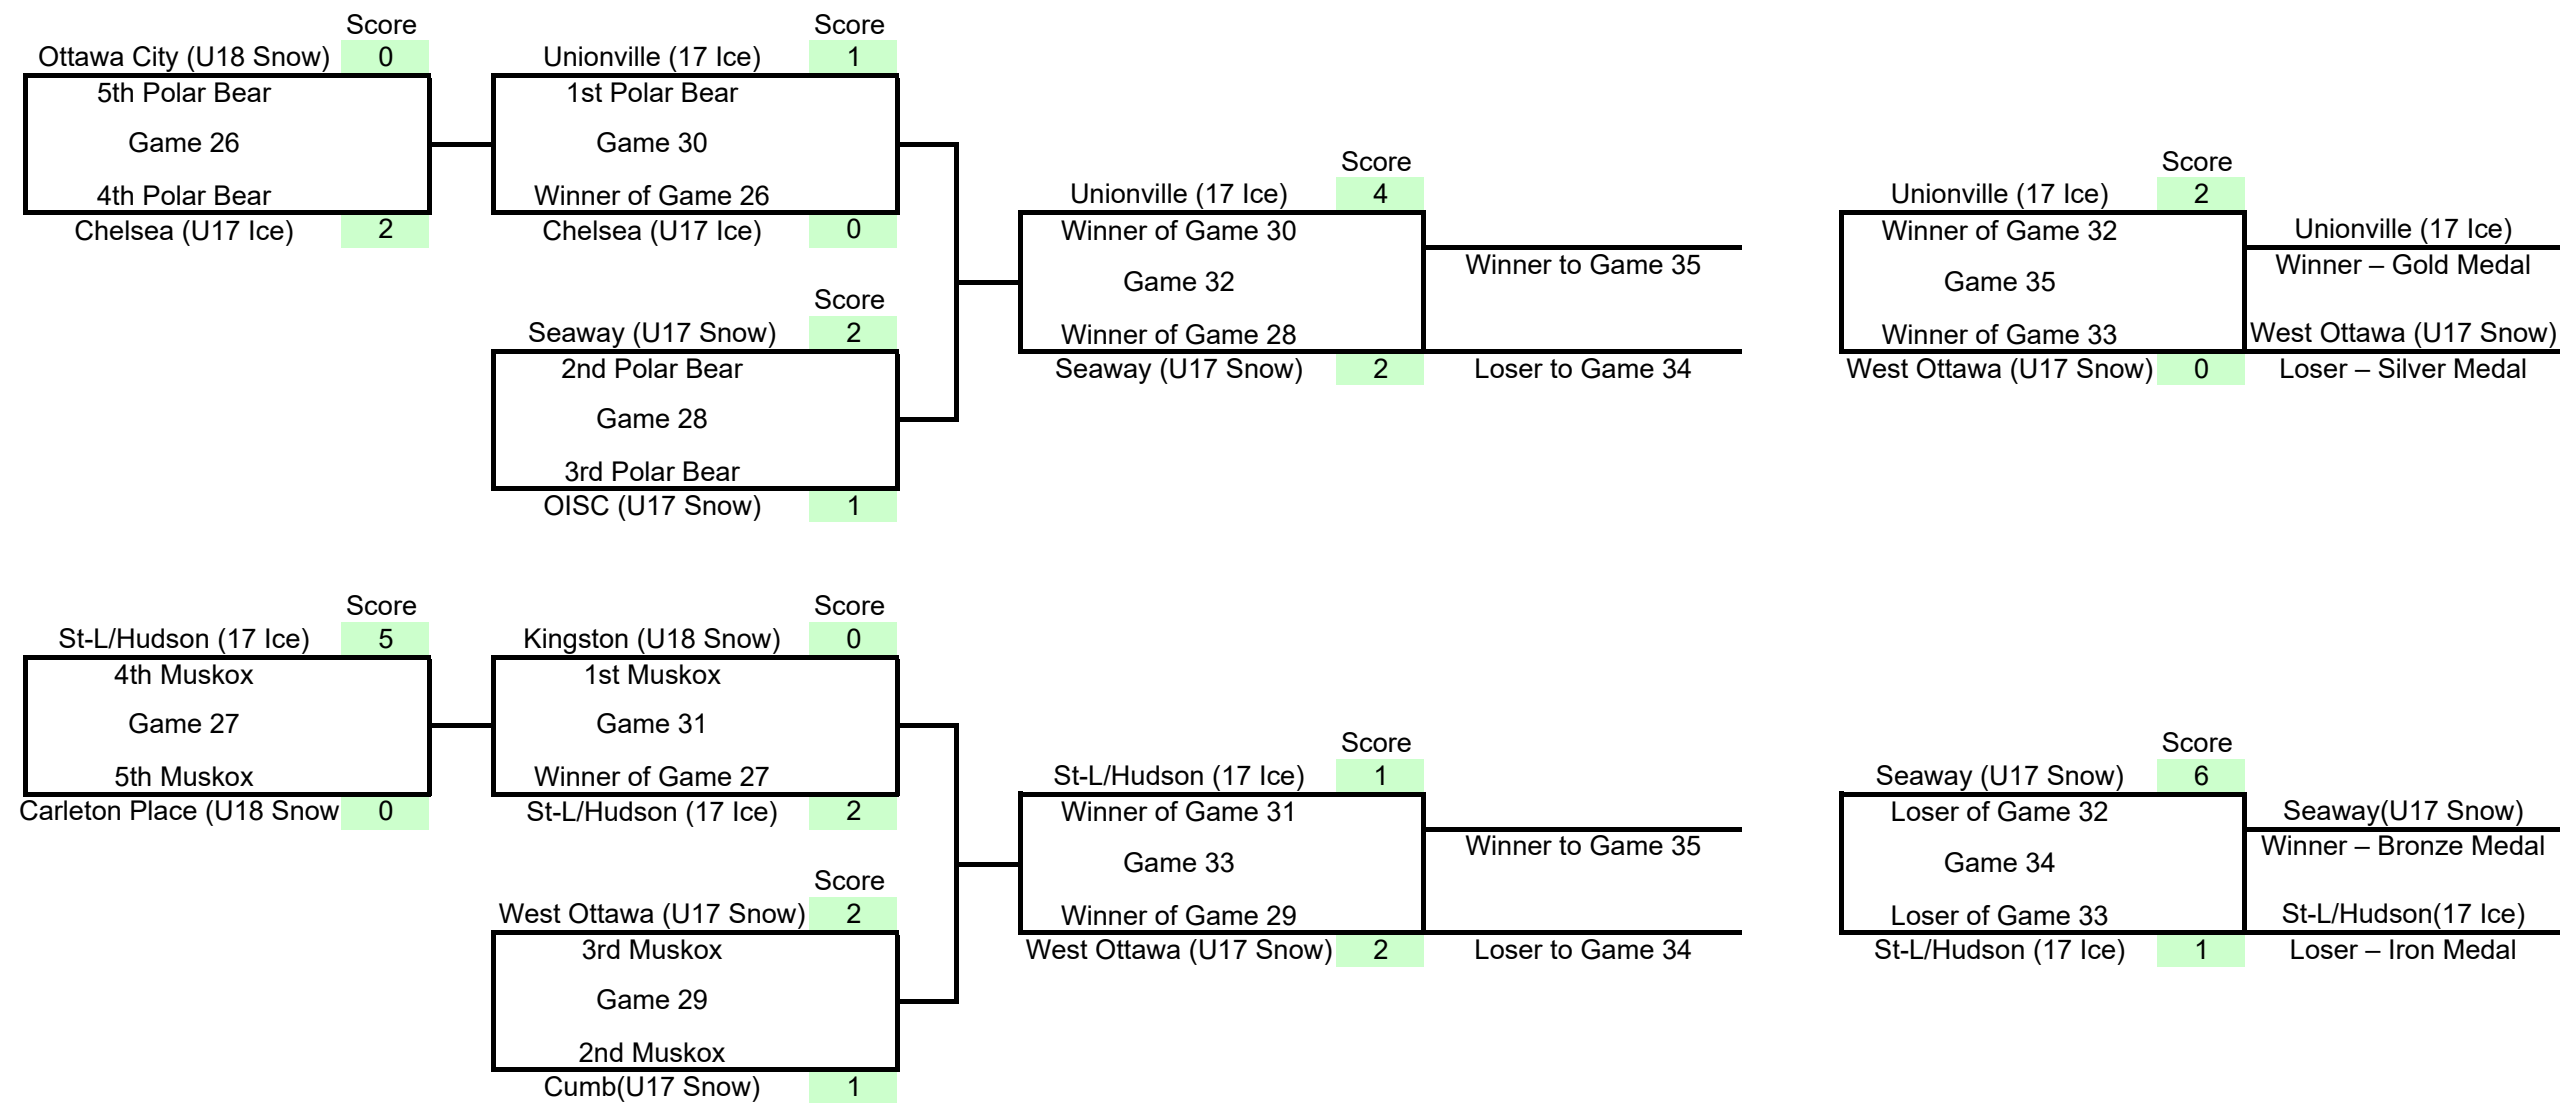 Score
Ottawa City (U18 Snow) 0
5th Polar Bear
Game 26
4th Polar Bear
Chelsea (U17 Ice) 2
Score
Unionville (17 Ice) 1
1st Polar Bear
Game 30
Winner of Game 26
Chelsea (U17 Ice) 0
Score
Seaway (U17 Snow) 2
2nd Polar Bear
Game 28
3rd Polar Bear
OISC (U17 Snow) 1
Score
Unionville (17 Ice) 4
Winner of Game 30
Game 32
Winner of Game 28
Seaway (U17 Snow) 2
Winner to Game 35
Loser to Game 34
Score
Unionville (17 Ice) 2
Winner of Game 32
Game 35
Winner of Game 33
West Ottawa (U17 Snow) 0
Unionville (17 Ice)
Winner – Gold Medal
West Ottawa (U17 Snow)
Loser – Silver Medal
Score
St-L/Hudson (17 Ice) 5
4th Muskox
Game 27
5th Muskox
Carleton Place (U18 Snow 0
Score
Kingston (U18 Snow) 0
1st Muskox
Game 31
Winner of Game 27
St-L/Hudson (17 Ice) 2
Score
West Ottawa (U17 Snow) 2
3rd Muskox
Game 29
2nd Muskox
Cumb(U17 Snow) 1
Score
St-L/Hudson (17 Ice) 1
Winner of Game 31
Game 33
Winner of Game 29
West Ottawa (U17 Snow) 2
Winner to Game 35
Loser to Game 34
Score
Seaway (U17 Snow) 6
Loser of Game 32
Game 34
Loser of Game 33
St-L/Hudson (17 Ice) 1
Seaway(U17 Snow)
Winner – Bronze Medal
St-L/Hudson(17 Ice)
Loser – Iron Medal